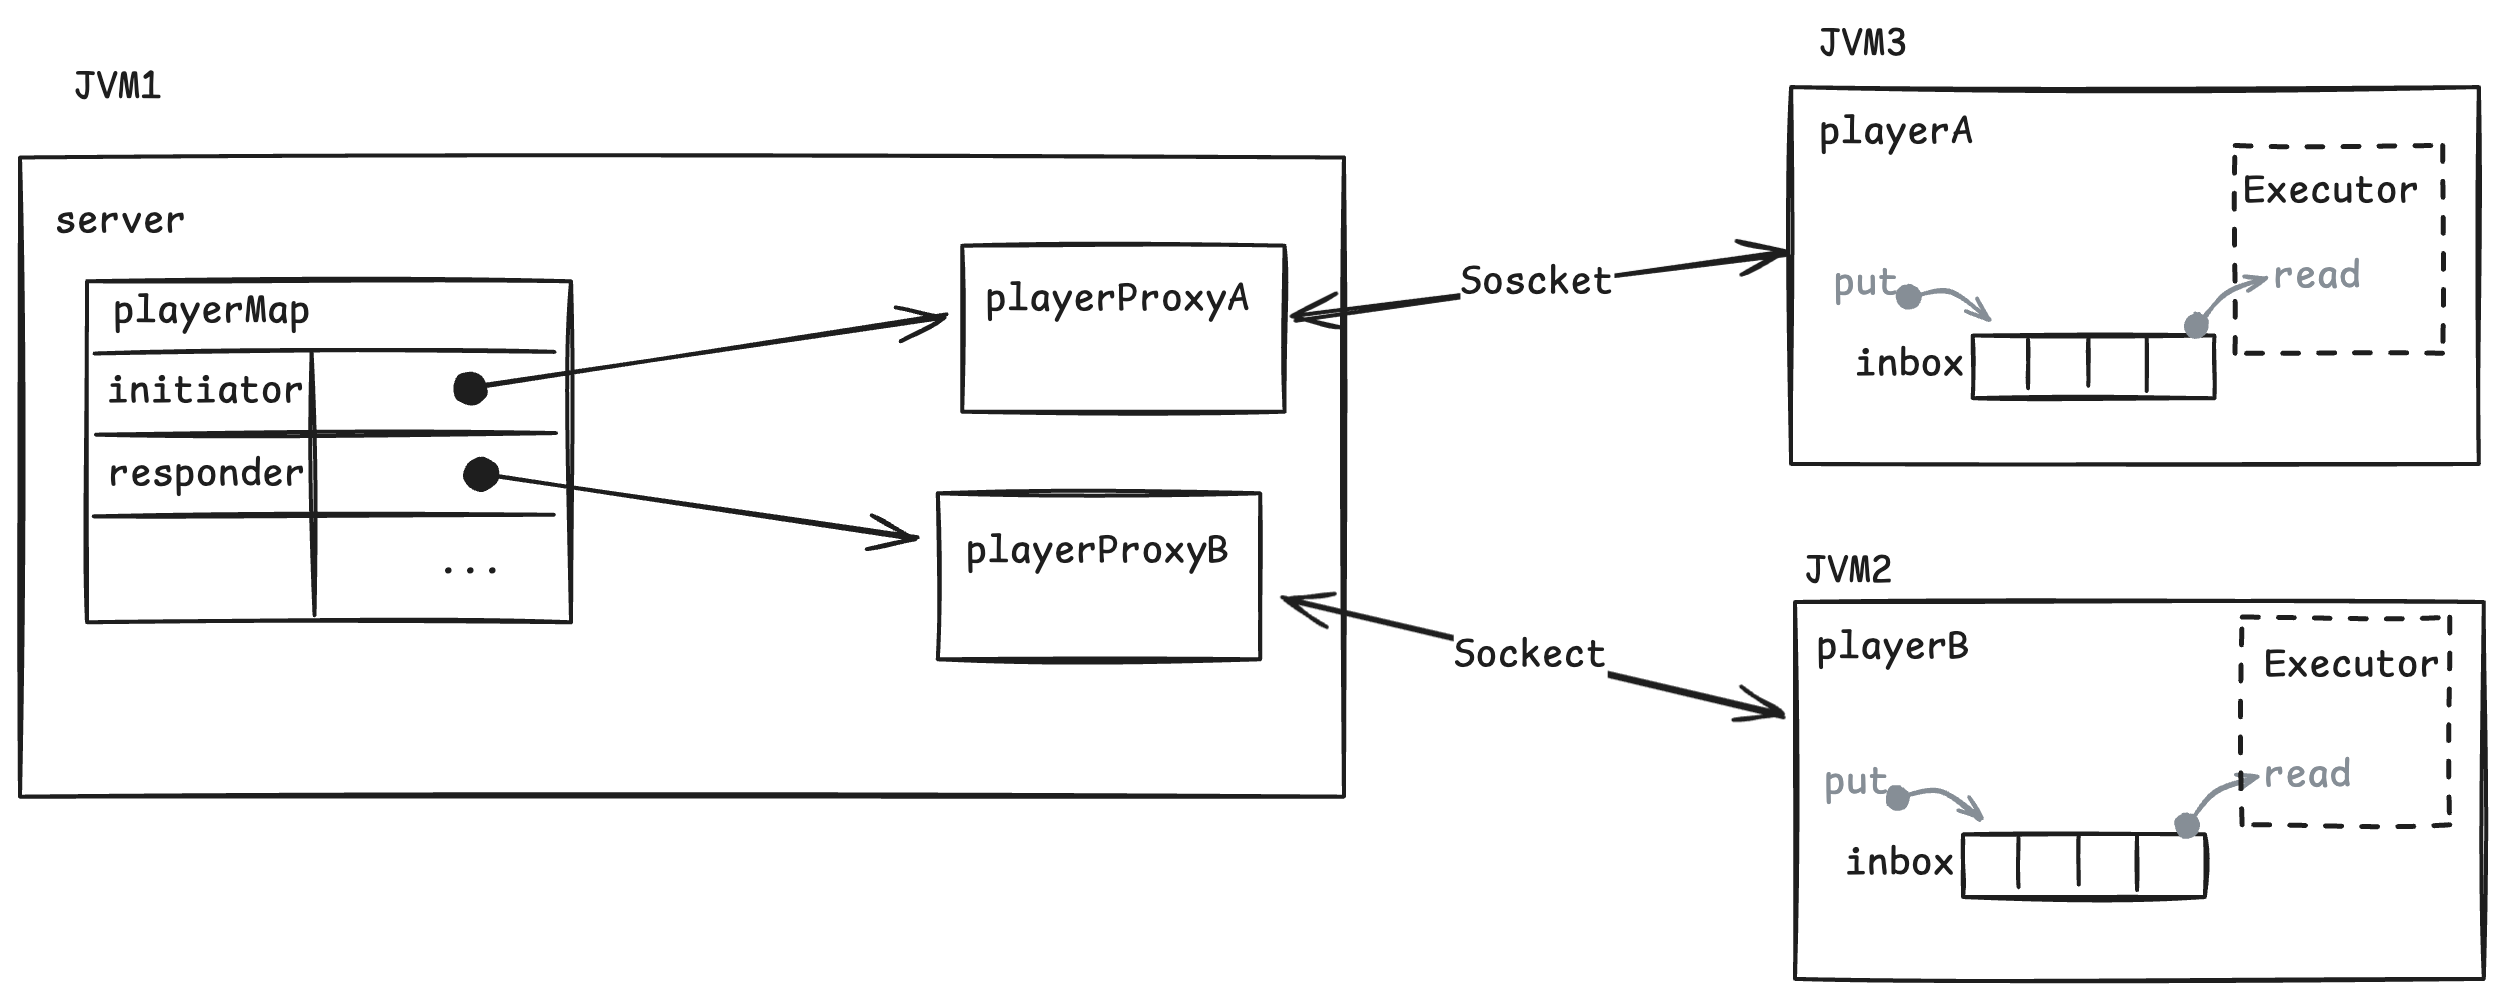 JVM1
server
playerMap
initiator
responder
...
playerProxyA
playerProxyB
Soscket
Sockect
JVM3
playerA
Executor
put
read
inbox
JVM2
playerB
Executor
put
read
inbox